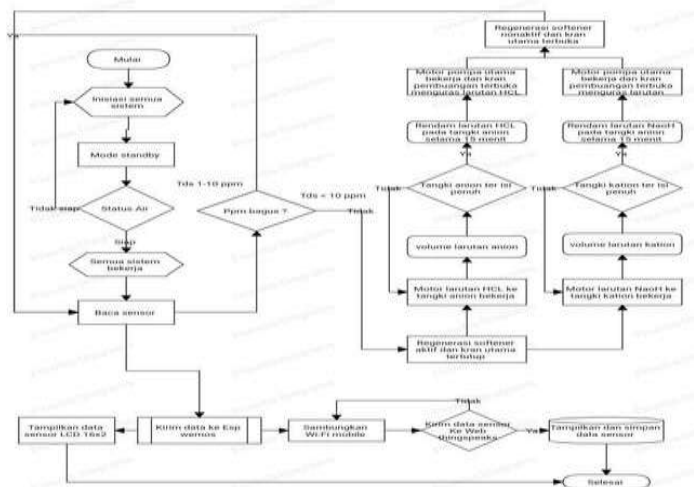 Regenerasi softener
nonaktif dan kran
utama terbuka
Ya
Mulai
Motor pompa utama
bekerja dan kran
pembuangan terbuka
menguras larutan HCL
Motor pompa utama
bekerja dan kran
pembuangan terbuka
menguras larutan
Inisiasi semua
sistem
Rendam larutan HCL
pada tangki anion
selama 15 menit
Rendam larutan NaoH
pada tangki anion
selama 15 menit
Mode standby
Ya
Ya
Tds 1-10 ppm
Tds < 10 ppm
Tidak
Tangki anion ter isi
penuh
Tidak
Tangki kation ter isi
penuh
Tidak siap
Status Air
Ppm bagus ?
Tidak
Siap
volume larutan anion
volume larutan kation
Semua sistem
bekerja
Motor larutan HCL ke
tangki anion bekerja
Motor larutan NaoH ke
tangki kation bekerja
Baca sensor
Regenerasi softener
aktif dan kran utama
tertutup
Tidak
Tampilkan data
sensor LCD 16x2
Kirim data ke Esp
wemos
Sambungkan
Wi-Fi mobile
Kirim data sensor
Ke Web
thingspeaks
Ya
Tampilkan dan simpan
data sensor
Selesai